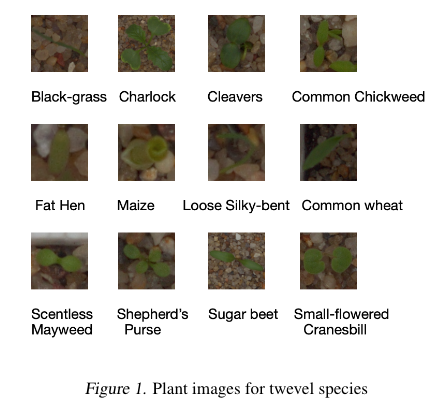 Black-grass Charlock Cleavers Common Chickweed
Fat Hen Maize Loose Silky-bent Common wheat
Scentless Shepherd's Sugar beet Small-flowered
Mayweed Purse Cranesbill
Figure 1. Plant images for twevel species